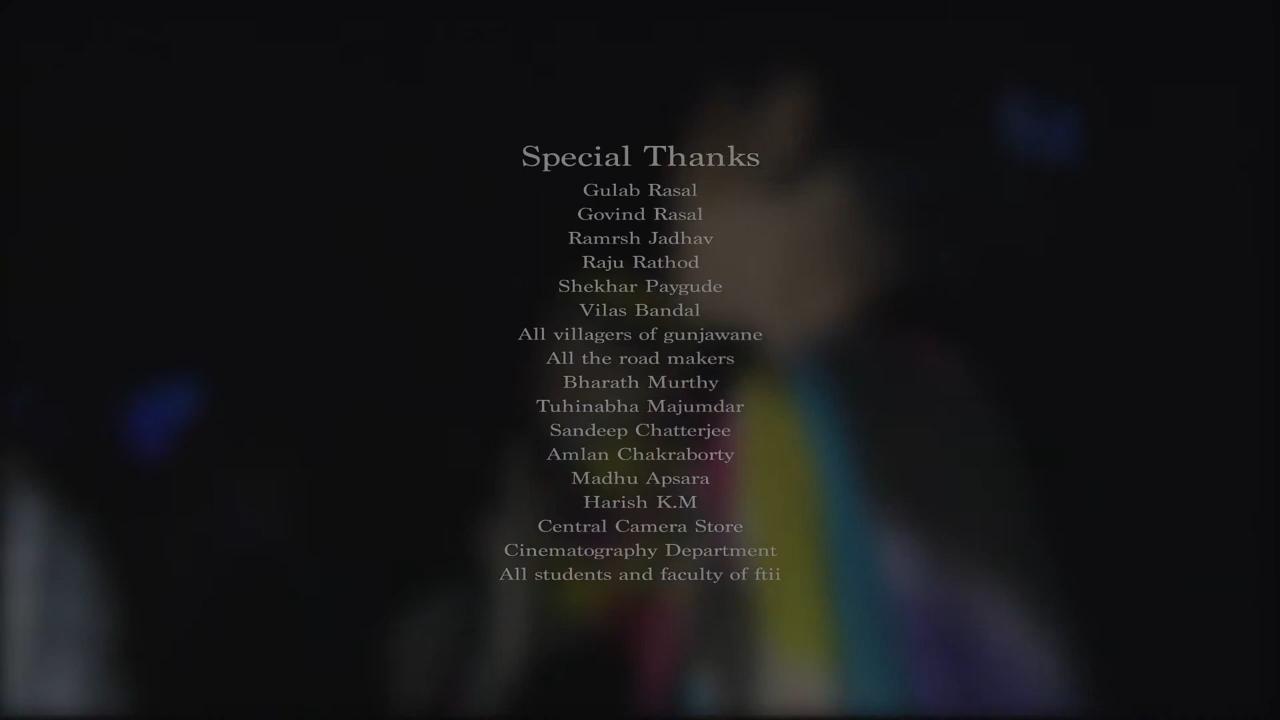 Special Thanks
Gulab Rasal
Govind Rasal
Ramrsh Jadhav
Raju Rathod
Shekhar Paygude
Vilas Bandal
All villagers of gunjawane
All the road makers
Bharath Murthy
Tuhinabha Majumdar
Sandeep Chatterjee
Amlan Chakraborty
Madhu Apsara
Harish K.M
Central Camera Store
Cinematography Department
All students and faculty of ftii